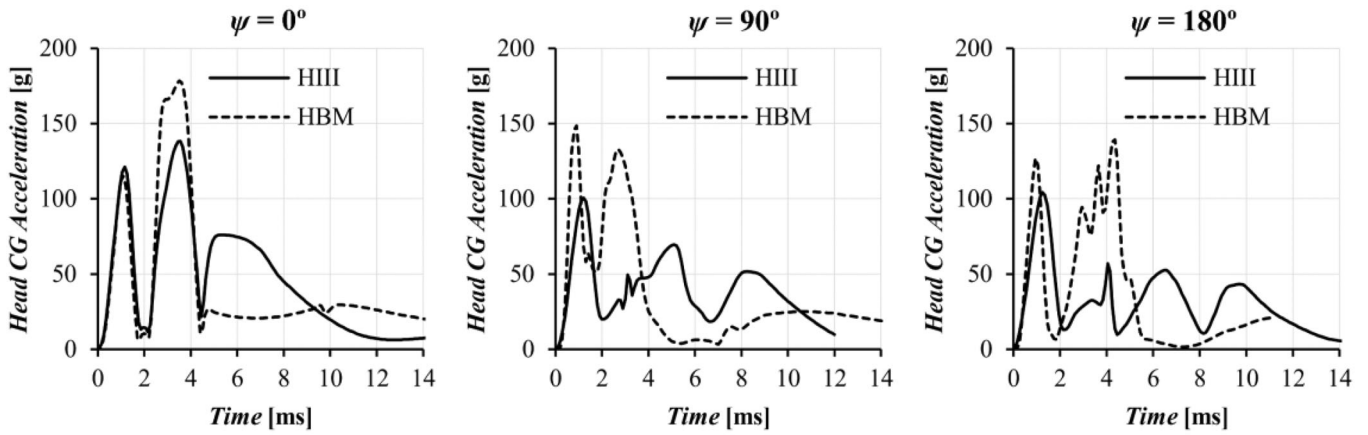 ψ = 0°
Head CG Acceleration [g]
200
150
100
50
0
HIII
HBM
0 2 4 6 8 10 12 14
Time [ms]
ψ = 90°
Head CG Acceleration [g]
200
150
100
50
0
HIII
HBM
0 2 4 6 8 10 12 14
Time [ms]
ψ = 180°
Head CG Acceleration [g]
200
150
100
50
0
HIII
HBM
0 2 4 6 8 10 12 14
Time [ms]